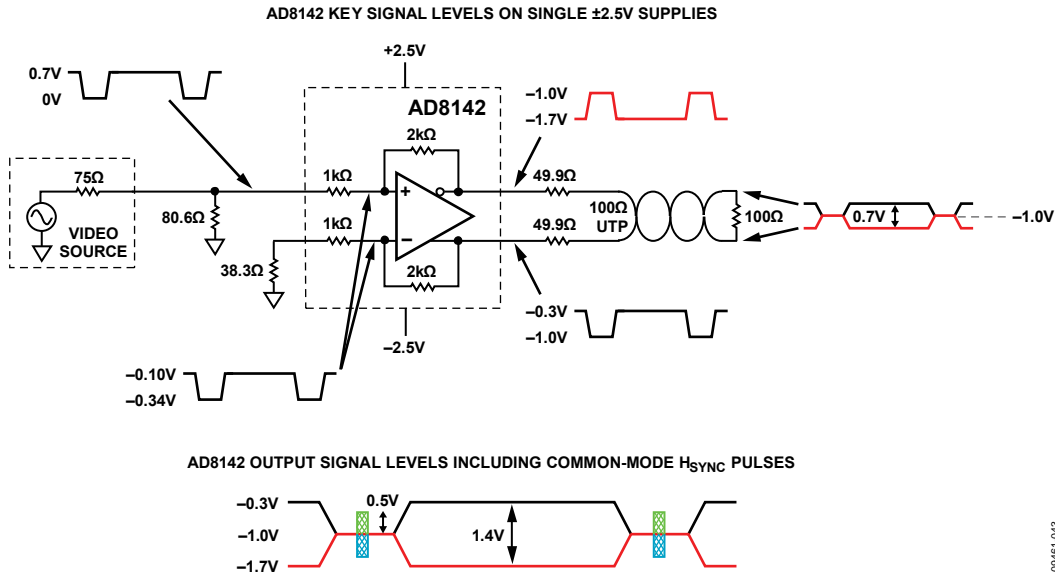 AD8142 KEY SIGNAL LEVELS ON SINGLE ±2.5V SUPPLIES
+2.5V
0.7V
0V
AD8142
–1.0V
–1.7V
2kΩ
75Ω
1kΩ
+
49.9Ω
80.6Ω
100Ω
UTP
100Ω
0.7V
–1.0V
VIDEO
SOURCE
1kΩ
–
49.9Ω
38.3Ω
2kΩ
–0.3V
–1.0V
–2.5V
–0.10V
–0.34V
AD8142 OUTPUT SIGNAL LEVELS INCLUDING COMMON-MODE HSYNC PULSES
–0.3V
0.5V
–1.0V
1.4V
–1.7V
09461-043